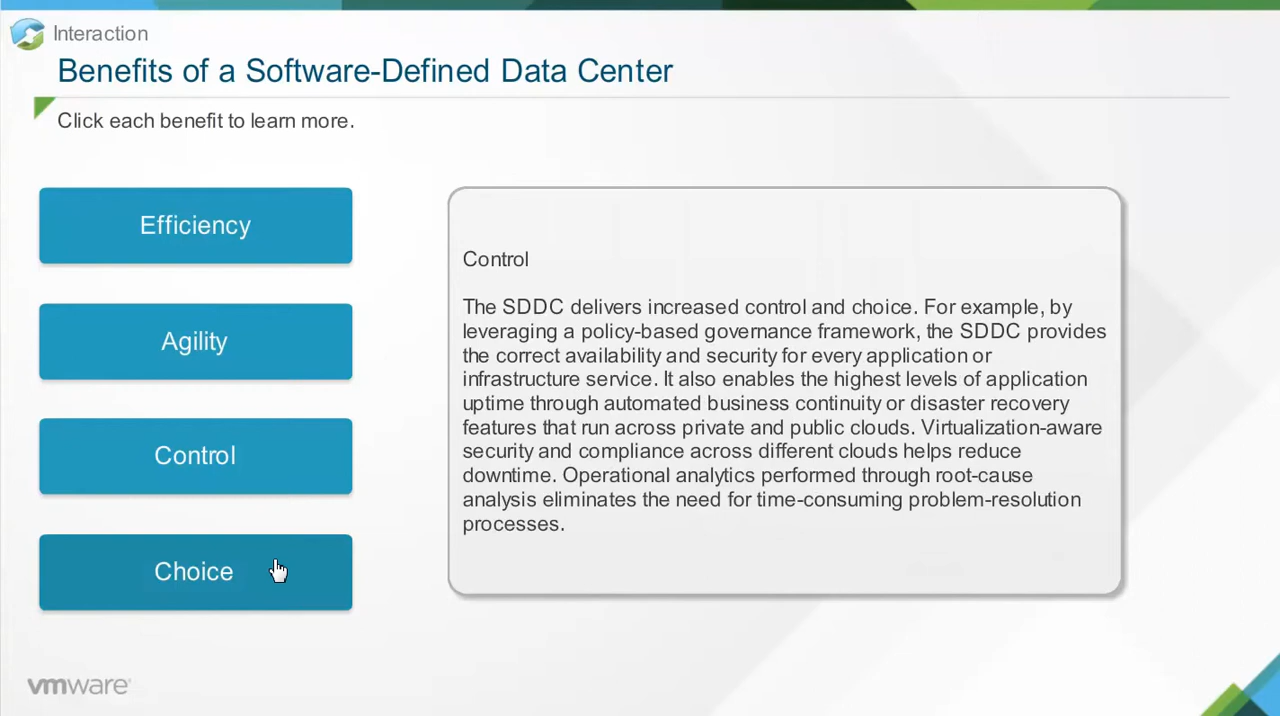 Interaction
Benefits of a Software-Defined Data Center
Click each benefit to learn more.
Efficiency
Agility
Control
Choice
Control
The SDDC delivers increased control and choice. For example, by
leveraging a policy-based governance framework, the SDDC provides
the correct availability and security for every application or
infrastructure service. It also enables the highest levels of application
uptime through automated business continuity or disaster recovery
features that run across private and public clouds. Virtualization-aware
security and compliance across different clouds helps reduce
downtime. Operational analytics performed through root-cause
analysis eliminates the need for time-consuming problem-resolution
processes.
vmware®